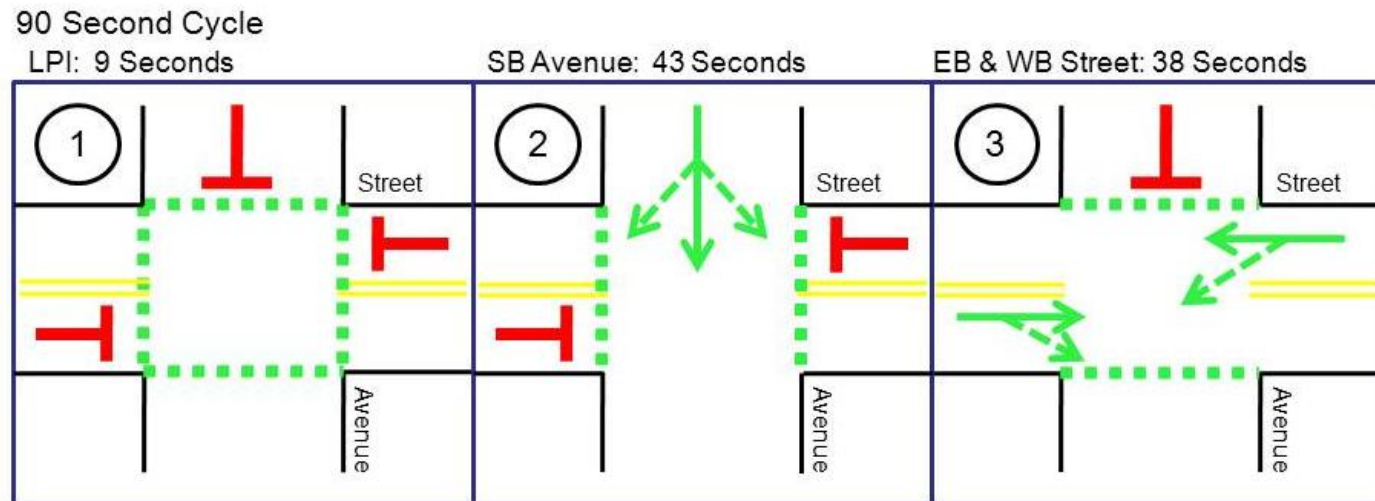 90 Second Cycle
LPI: 9 Seconds
SB Avenue: 43 Seconds
EB & WB Street: 38 Seconds
1
Street
Avenue
2
Street
Avenue
3
Street
Avenue